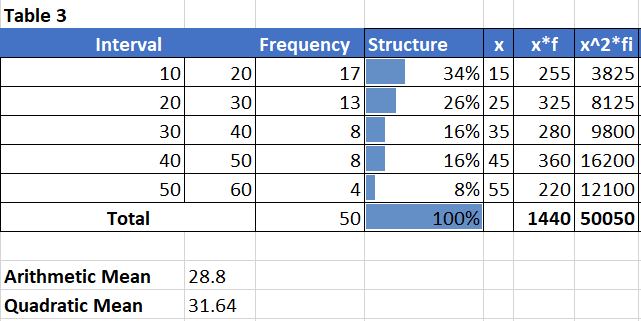 Table 3
Interval Frequency Structure x x*f x^2*fi
10 20 17 34% 15 255 3825
20 30 13 26% 25 325 8125
30 40 8 16% 35 280 9800
40 50 8 16% 45 360 16200
50 60 4 8% 55 220 12100
Total 50 100% 1440 50050
Arithmetic Mean 28.8
Quadratic Mean 31.64